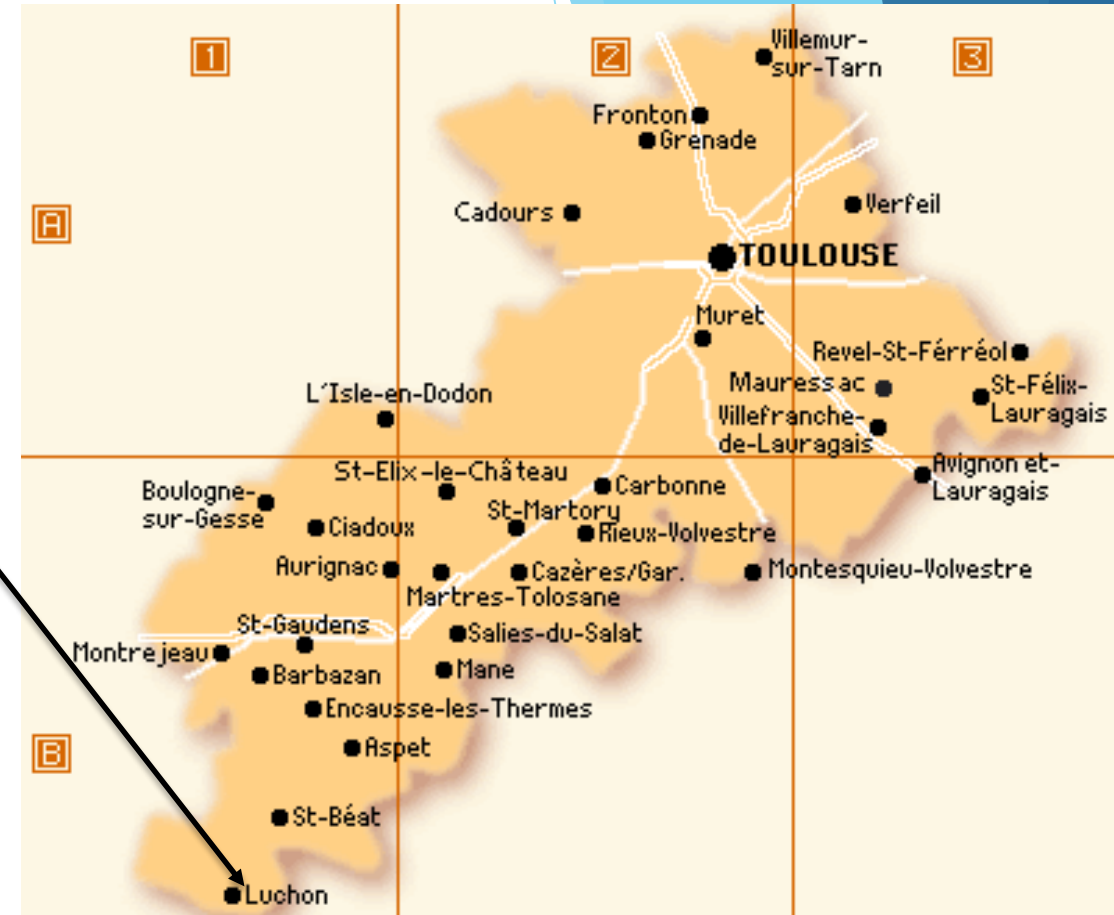 1
2
3
Villemur-
sur-Tarn
Fronton
Grenade
A
Cadours
Verfeil
TOULOUSE
Muret
Revel-St-Férréol
Mauressac
St-Félix-
Lauragais
L'Isle-en-Dodon
Villefranche-
de-Lauragais
Avignon et-
Lauragais
St-Elix-le-Château
Boulogne-
sur-Gesse
Carbonne
St-Martory
Ciadoux
Rieux-Volvestre
Aurignac
Cazères/Gar.
Montesquieu-Volvestre
Martres-Tolosane
St-Gaudens
Salies-du-Salat
Montrejeau
Barbazan
Mane
Encausse-les-Thermes
B
Aspet
St-Béat
Luchon